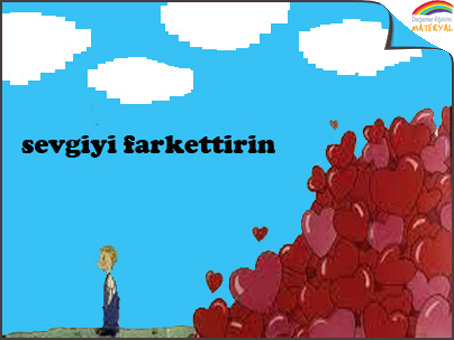 Değerler Eğitimi
MATERYAL
sevgiyi farkettirin